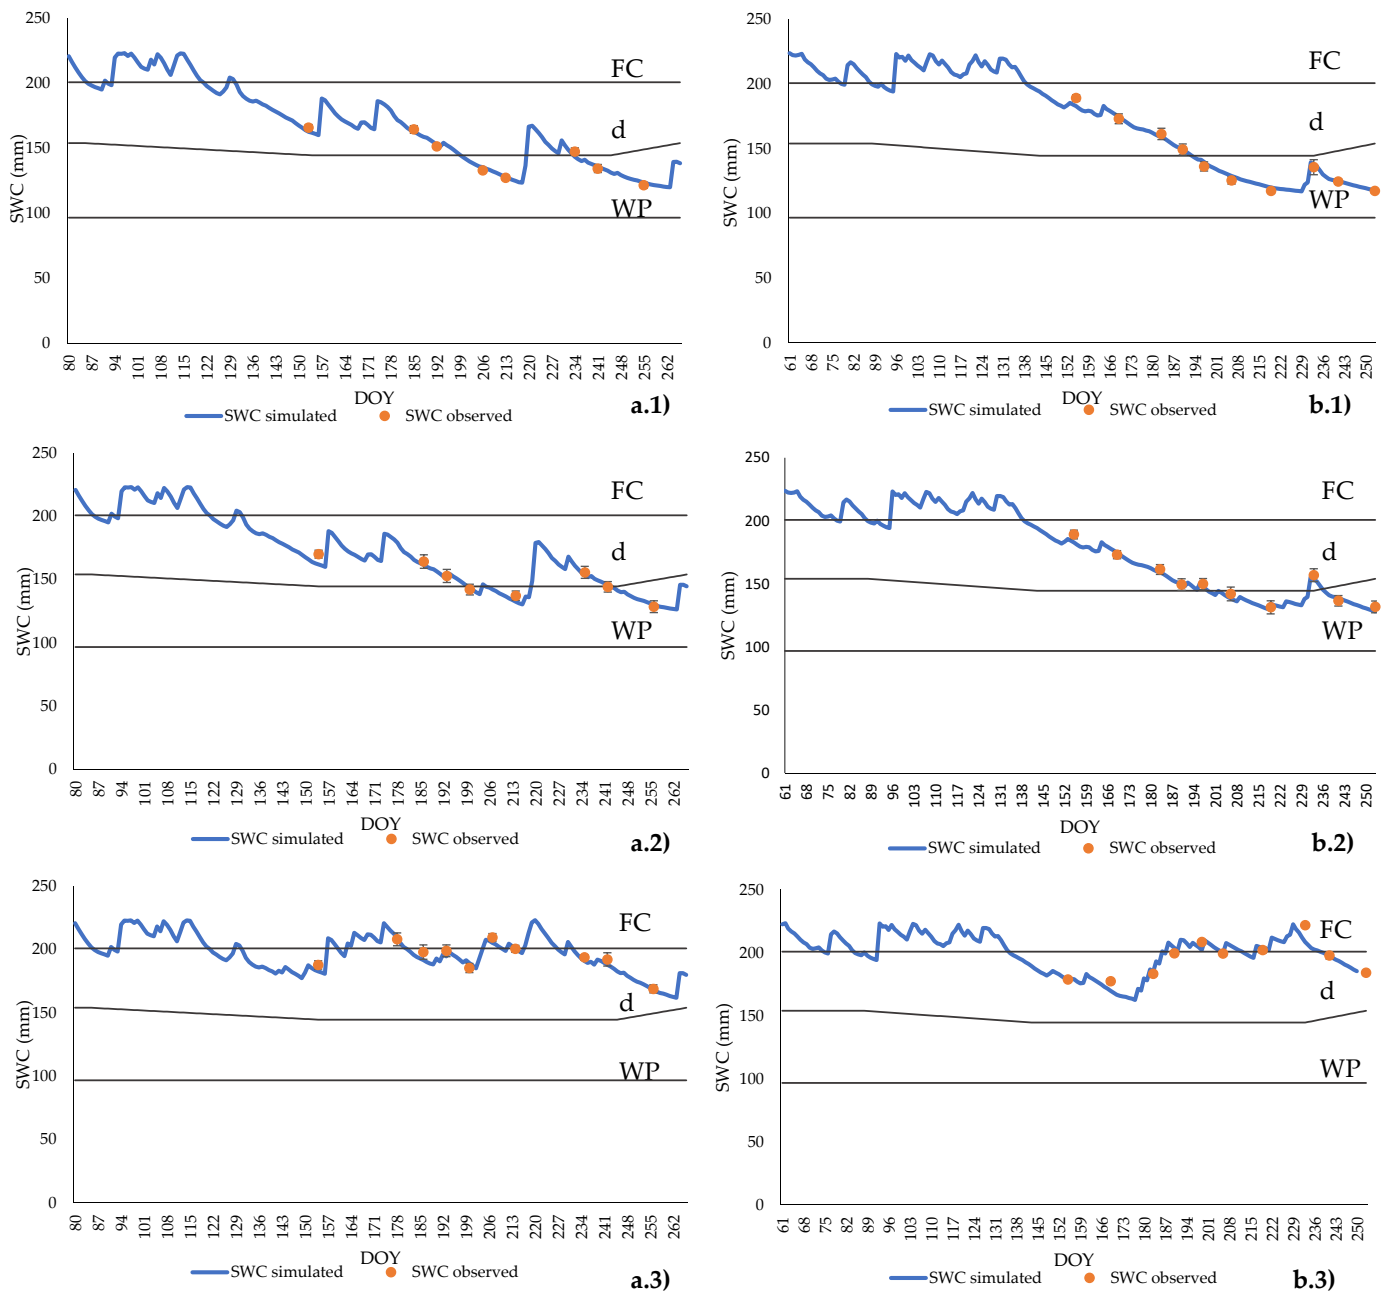 250
200
150
100
50
0
SWC (mm)
FC
d
WP
80 87 94 101 108 115 122 129 136 143 150 157 164 171 178 185 192 199 206 213 220 227 234 241 248 255 262
DOY
SWC simulated SWC observed
a.1)
250
200
150
100
50
0
SWC (mm)
FC
d
WP
61 68 75 82 89 96 103 110 117 124 131 138 145 152 159 166 173 180 187 194 201 208 215 222 229 236 243 250
DOY
SWC simulated SWC observed
b.1)
250
200
150
100
50
0
SWC (mm)
FC
d
WP
80 87 94 101 108 115 122 129 136 143 150 157 164 171 178 185 192 199 206 213 220 227 234 241 248 255 262
DOY
SWC simulated SWC observed
a.2)
250
200
150
100
50
0
SWC (mm)
FC
d
WP
61 68 75 82 89 96 103 110 117 124 131 138 145 152 159 166 173 180 187 194 201 208 215 222 229 236 243 250
DOY
SWC simulated SWC observed
b.2)
250
200
150
100
50
0
SWC (mm)
FC
d
WP
80 87 94 101 108 115 122 129 136 143 150 157 164 171 178 185 192 199 206 213 220 227 234 241 248 255 262
DOY
SWC simulated SWC observed
a.3)
250
200
150
100
50
0
SWC (mm)
FC
d
WP
61 68 75 82 89 96 103 110 117 124 131 138 145 152 159 166 173 180 187 194 201 208 215 222 229 236 243 250
DOY
SWC simulated SWC observed
b.3)